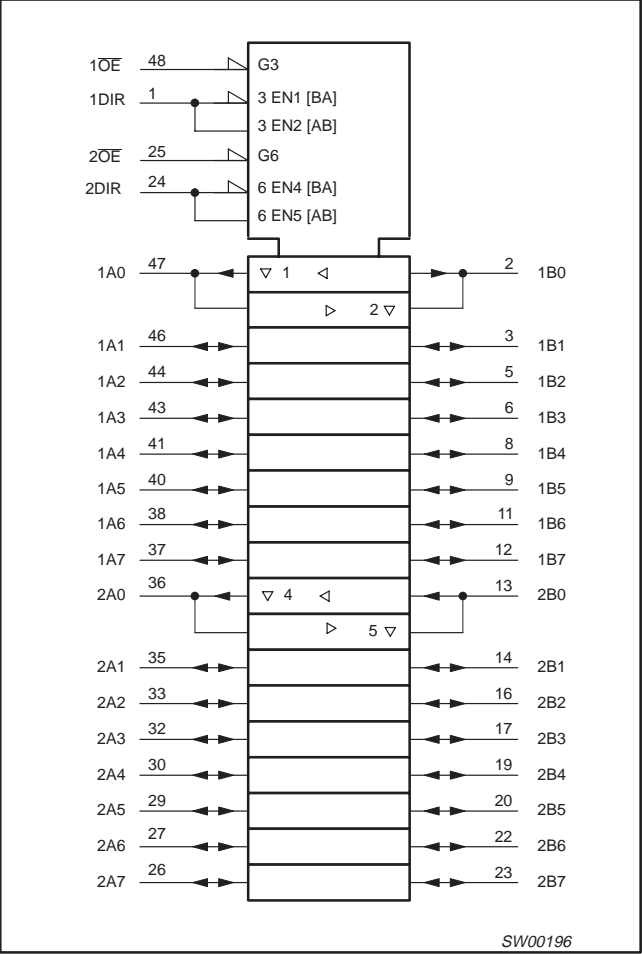 1OE 48 G3
1DIR 1 3 EN1 [BA]
3 EN2 [AB]
2OE 25 G6
2DIR 24 6 EN4 [BA]
6 EN5 [AB]
1A0 47 ▽ 1 ◁ 2 1B0
▷ 2 ▽
1A1 46 3 1B1
1A2 44 5 1B2
1A3 43 6 1B3
1A4 41 8 1B4
1A5 40 9 1B5
1A6 38 11 1B6
1A7 37 12 1B7
2A0 36 ▽ 4 ◁ 13 2B0
▷ 5 ▽
2A1 35 14 2B1
2A2 33 16 2B2
2A3 32 17 2B3
2A4 30 19 2B4
2A5 29 20 2B5
2A6 27 22 2B6
2A7 26 23 2B7
SW00196